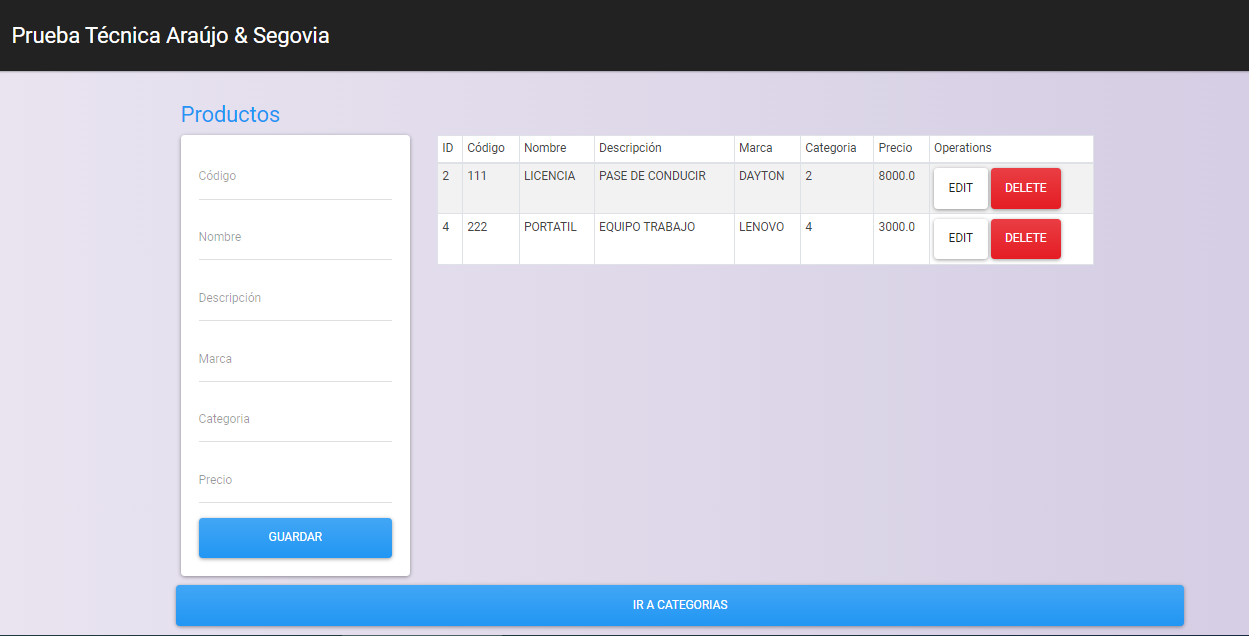 Prueba Técnica Araújo & Segovia
Productos
Código
Nombre
Descripción
Marca
Categoria
Precio
GUARDAR
ID Código Nombre Descripción Marca Categoria Precio Operations
2 111 LICENCIA PASE DE CONDUCIR DAYTON 2 8000.0 EDIT DELETE
4 222 PORTATIL EQUIPO TRABAJO LENOVO 4 3000.0 EDIT DELETE
IR A CATEGORIAS